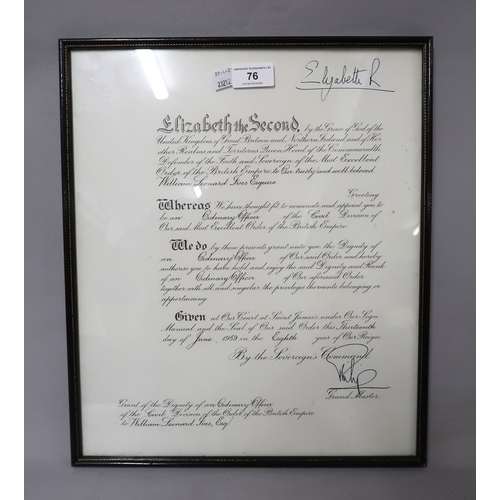 Lawrences Auctioneers Ltd
76
Elizabeth R
Elizabeth the Second, by the Grace of God of the
United Kingdom of Great Britain and Northern Ireland and of Her
other Realms and Territories Queen, Head of the Commonwealth,
Defender of the Faith and Sovereign of the Most Excellent
Order of the British Empire to Our trusty and well beloved
William Leonard Ives Esquire
Greeting
Whereas We have thought fit to nominate and appoint you to
be an Ordinary Officer of the Civil Division of
Our said Most Excellent Order of the British Empire
We do by these presents grant unto you the Dignity of
an Ordinary Officer of Our said Order and hereby
authorise you to have hold and enjoy the said Dignity and Rank
of an Ordinary Officer of Our aforesaid Order
together with all and singular the privileges thereunto belonging or
appertaining.
Given at Our Court at Saint James's under Our Sign
Manual and the Seal of Our said Order this Thirteenth
day of June 1959 in the Eighth year of Our Reign
By the Sovereign's Command
Philip
Grand Master
Grant of the Dignity of an Ordinary Officer
of the Civil Division of the Order of the British Empire
to William Leonard Ives, Esq.